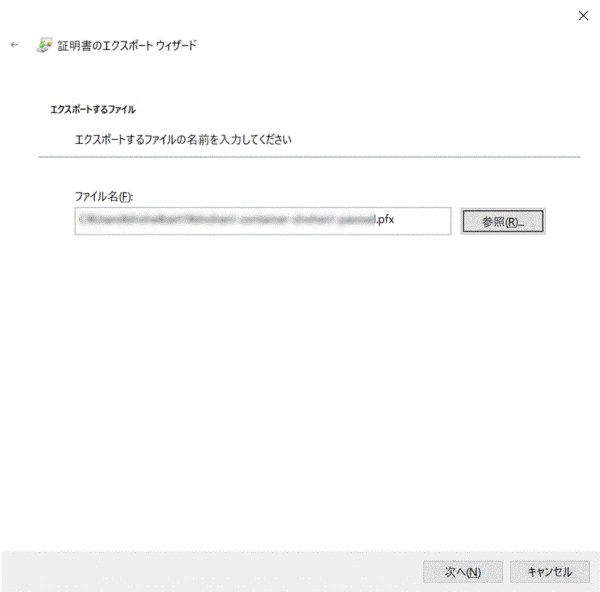 証明書のエクスポート ウィザード
エクスポートするファイル
エクスポートするファイルの名前を入力してください
ファイル名(F):
.pfx
参照(R)...
次へ(N)
キャンセル